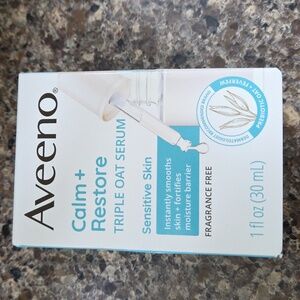 Aveeno®
Calm +
Restore
TRIPLE OAT SERUM
Sensitive Skin
Instantly smooths
skin + fortifies
moisture barrier
FRAGRANCE FREE
1 fl oz (30 mL)
PREBIOTIC OAT + FEVERFEW